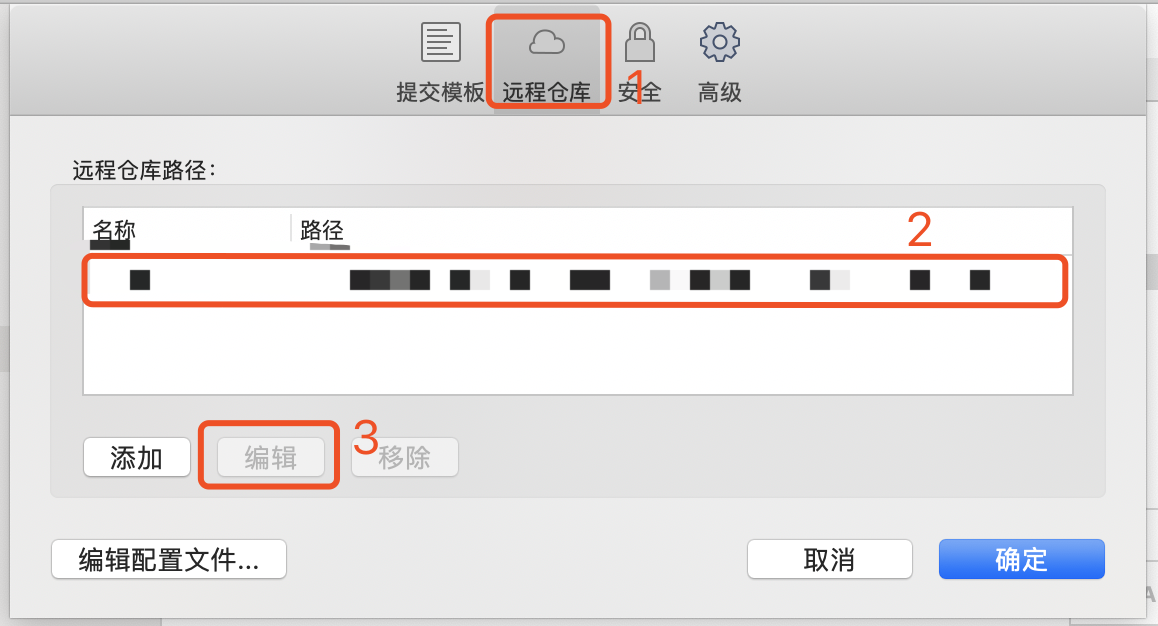 提交模板 远程仓库 安全 高级
1
远程仓库路径：
名称 路径
2
3
添加 编辑 移除
编辑配置文件... 取消 确定
A